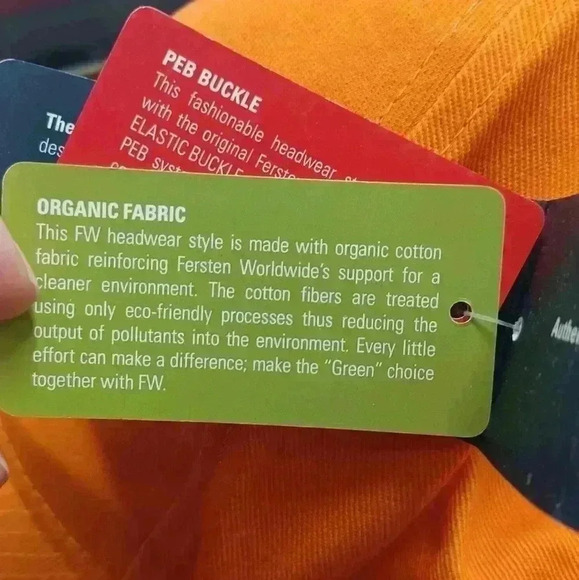 The
des
PEB BUCKLE
This fashionable headwear
with the original Ferste
ELASTIC BUCKLE
PEB syst
ORGANIC FABRIC
This FW headwear style is made with organic cotton
fabric reinforcing Fersten Worldwide's support for a
cleaner environment. The cotton fibers are treated
using only eco-friendly processes thus reducing the
output of pollutants into the environment. Every little
effort can make a difference; make the "Green" choice
together with FW.
Authe